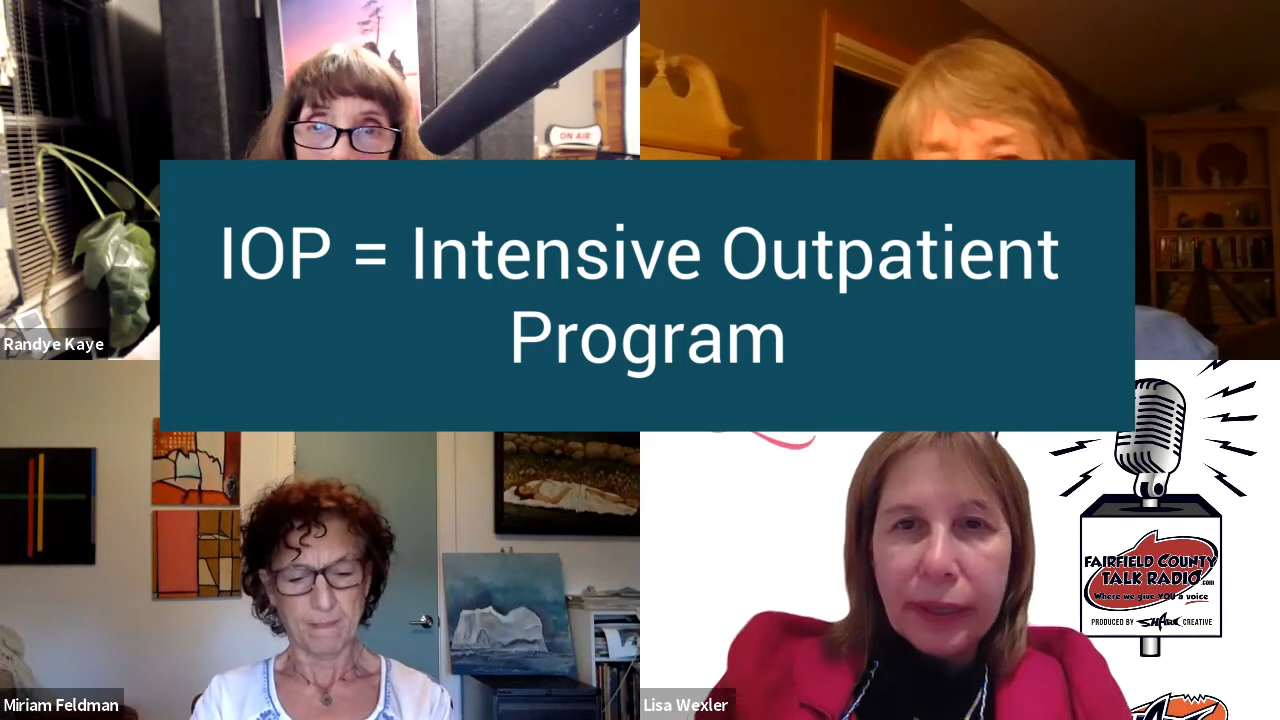 ON AIR
IOP = Intensive Outpatient
Program
Randye Kaye
FAIRFIELD COUNTY
TALK RADIO.com
Where we give YOU a voice
PRODUCED BY SHARK CREATIVE
Miriam Feldman
Lisa Wexler